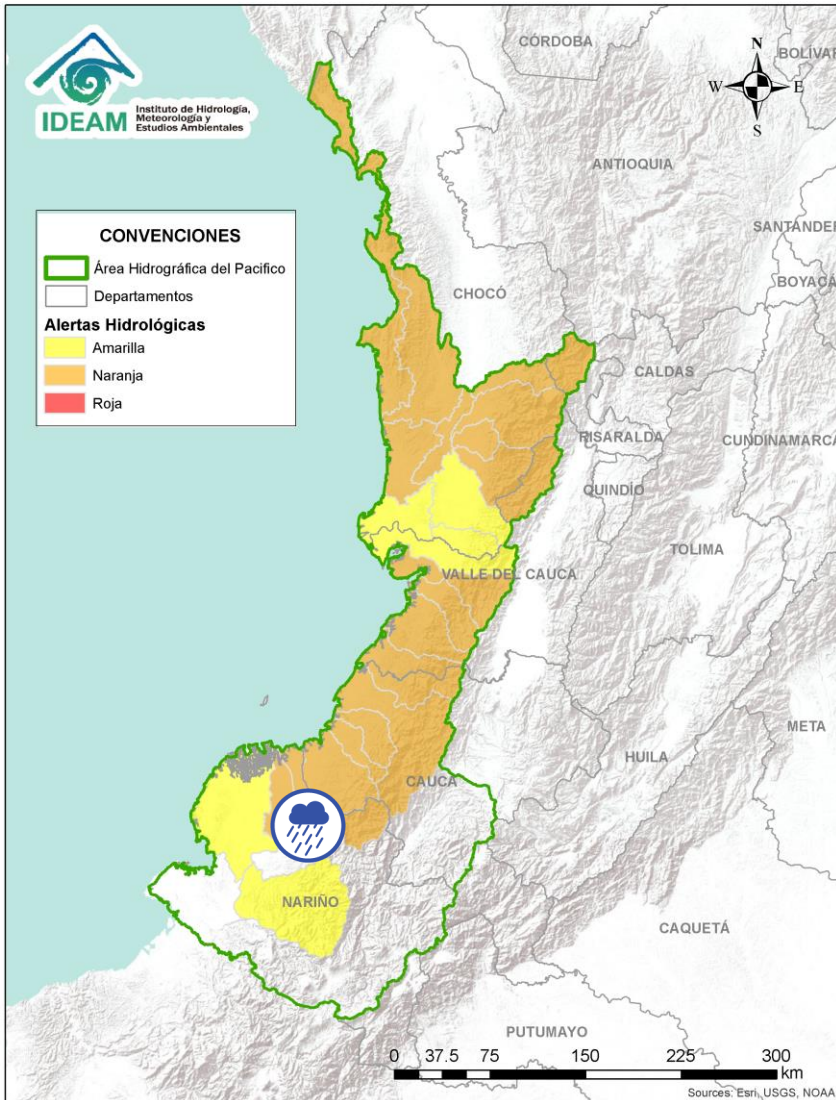 IDEAM
Instituto de Hidrología,
Meteorología y
Estudios Ambientales
CÓRDOBA
BOLÍVAR
N
W
E
S
ANTIOQUIA
SANTANDER
CONVENCIONES
Área Hidrográfica del Pacifico
Departamentos
Alertas Hidrológicas
Amarilla
Naranja
Roja
BOYACÁ
CHOCÓ
CALDAS
RISARALDA
CUNDINAMARCA
QUINDÍO
TOLIMA
VALLE DEL CAUCA
META
HUILA
CAUCA
NARIÑO
CAQUETÁ
PUTUMAYO
0 37.5 75 150 225 300
km
Sources: Esri, USGS, NOAA